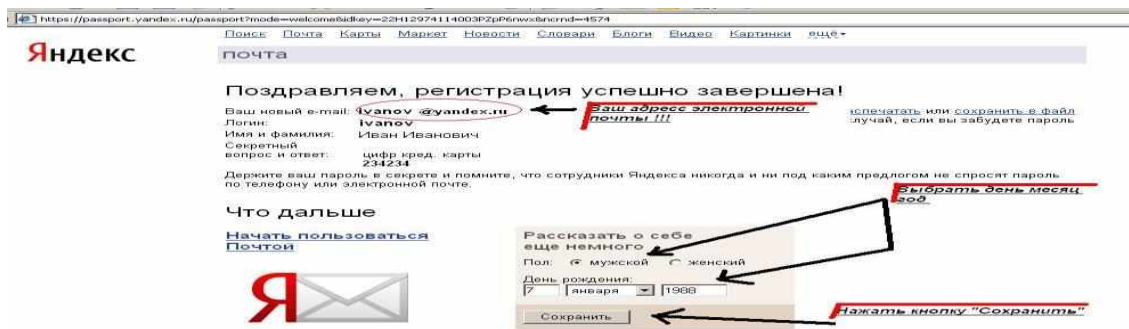 https://passport.yandex.ru/passport?mode=welcome&idkey=22H12974114003PZpP6nwx&ncrnd=4574
Поиск Почта Карты Маркет Новости Словари Блоги Видео Картинки ещё
Яндекс
почта
Поздравляем, регистрация успешно завершена!
Ваш новый e-mail: ivanov @yandex.ru
Ваш адресс электронной почты !!!
испечатать или сохранить в файл
Логин: ivanov
случай, если вы забудете пароль
Имя и фамилия: Иван Иванович
Секретный
вопрос и ответ: цифр кред. карты
234234
Держите ваш пароль в секрете и помните, что сотрудники Яндекса никогда и ни под каким предлогом не спросят пароль
по телефону или электронной почте.
Выбрать день месяц
год
Что дальше
Начать пользоваться
Почтой
Рассказать о себе
еще немного
Пол: мужской женский
День рождения:
7 января 1988
Я
Сохранить
Нажать кнопку "Сохранить"